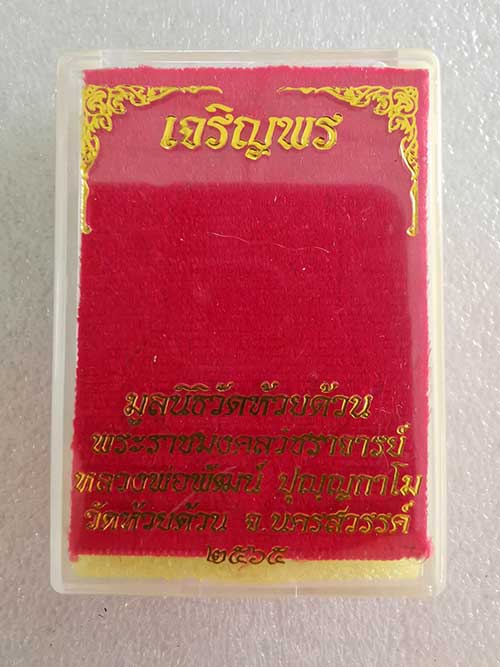 เจริญพร
มูลนิธิวัดห้วยด้วน
พระราชมงคลวัชราจารย์
หลวงพ่อพัฒน์ ปุญฺญกาโม
วัดห้วยด้วน จ.นครสวรรค์
๒๕๖๕